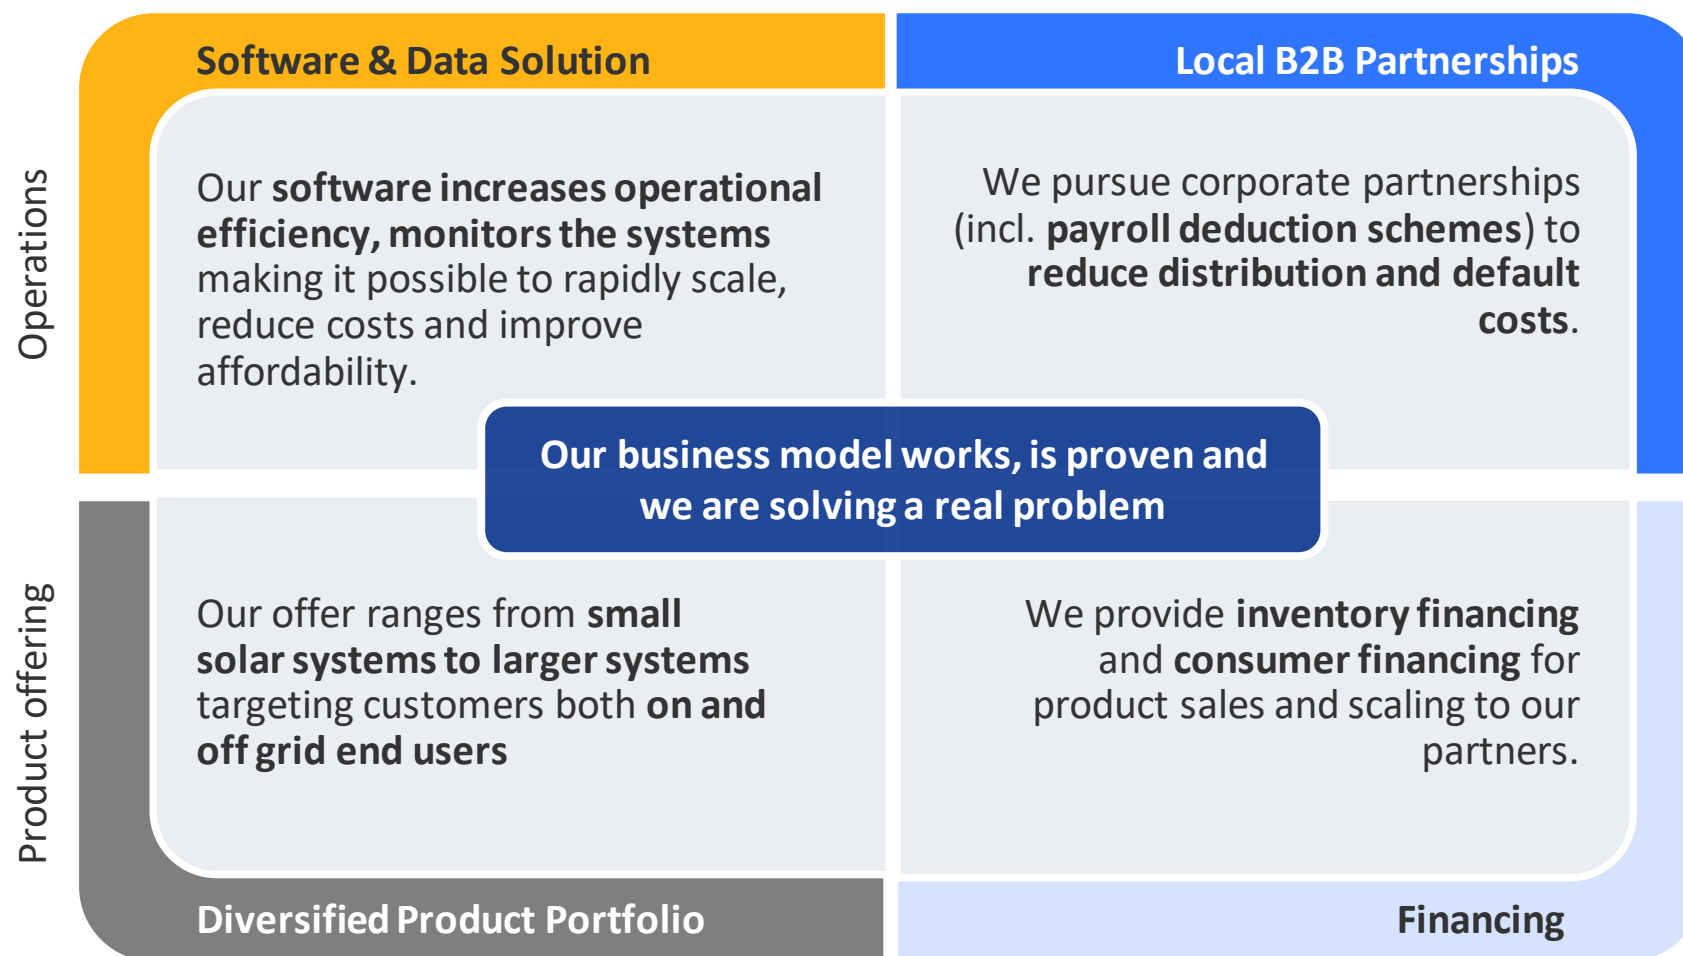 Software & Data Solution
Local B2B Partnerships
Operations
Our software increases operational
efficiency, monitors the systems
making it possible to rapidly scale,
reduce costs and improve
affordability.
We pursue corporate partnerships
(incl. payroll deduction schemes) to
reduce distribution and default
costs.
Our business model works, is proven and
we are solving a real problem
Product offering
Our offer ranges from small
solar systems to larger systems
targeting customers both on and
off grid end users
We provide inventory financing
and consumer financing for
product sales and scaling to our
partners.
Diversified Product Portfolio
Financing